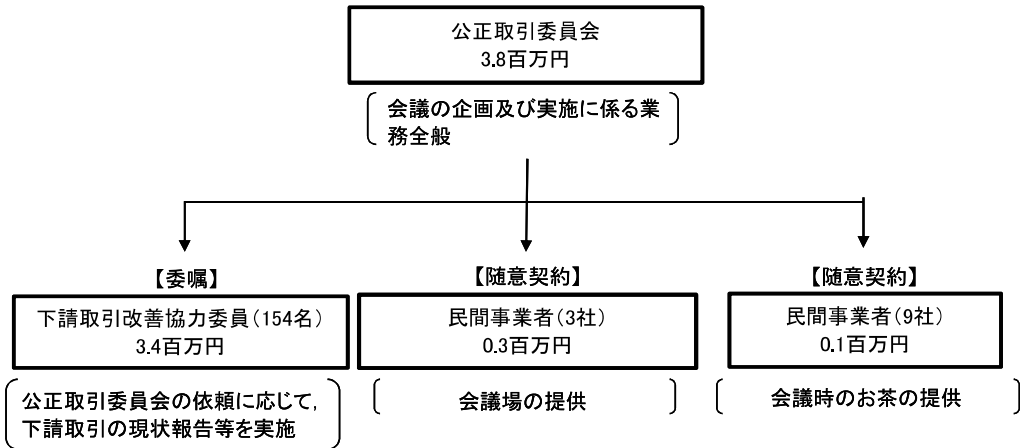 公正取引委員会
3.8百万円
会議の企画及び実施に係る業
務全般
【委嘱】
下請取引改善協力委員(154名)
3.4百万円
公正取引委員会の依頼に応じて,
下請取引の現状報告等を実施
【随意契約】
民間事業者(3社)
0.3百万円
会議場の提供
【随意契約】
民間事業者(9社)
0.1百万円
会議時のお茶の提供